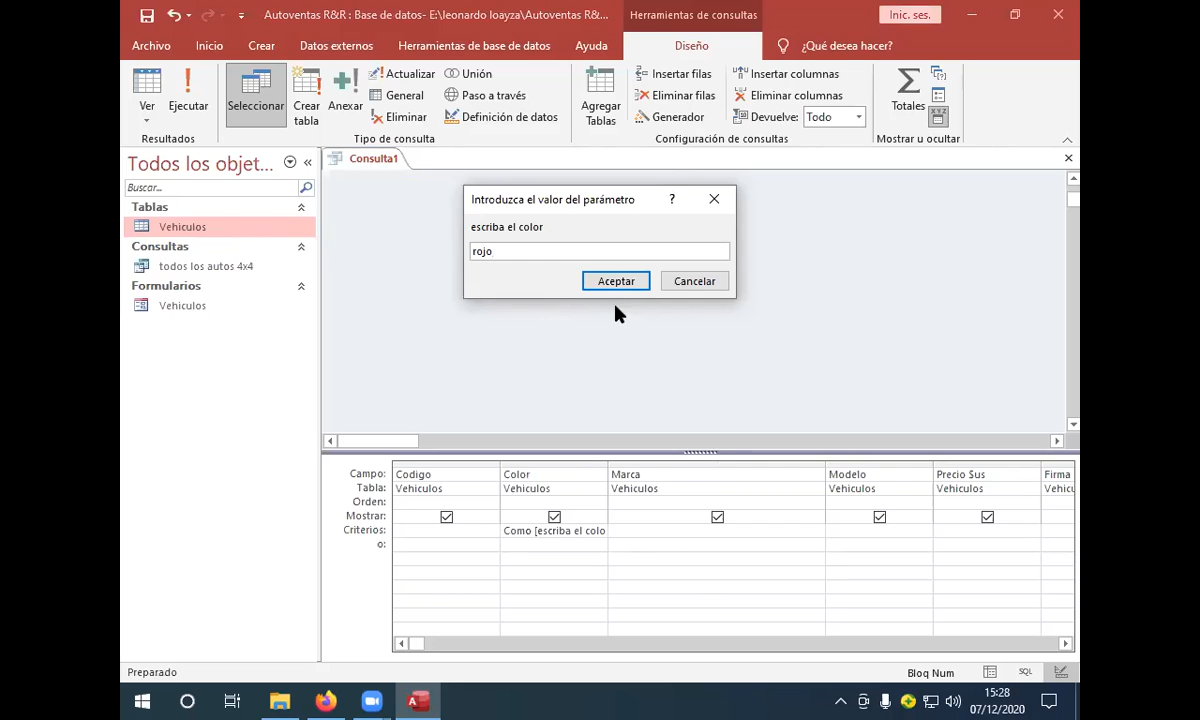 Autoventas R&R : Base de datos- E:\leonardo loayza\Autoventas R&...
Herramientas de consultas
Inic. ses.
Archivo Inicio Crear Datos externos Herramientas de base de datos Ayuda Diseño ¿Qué desea hacer?
Ver
Ejecutar
Resultados
Seleccionar
Crear
tabla
Anexar
Actualizar
General
Eliminar
Unión
Paso a través
Definición de datos
Tipo de consulta
Agregar
Tablas
Insertar filas
Eliminar filas
Generador
Insertar columnas
Eliminar columnas
Devuelve: Todo
Configuración de consultas
Totales
Mostrar u ocultar
Todos los objet...
Buscar...
Tablas
Vehiculos
Consultas
todos los autos 4x4
Formularios
Vehiculos
Consulta1
Introduzca el valor del parámetro
?
escriba el color
rojo
Aceptar Cancelar
Campo: Codigo Color Marca Modelo Precio $us Firma
Tabla: Vehiculos Vehiculos Vehiculos Vehiculos Vehiculos Vehicu
Orden:
Mostrar:
Criterios: Como [escriba el colo
o:
Preparado
Bloq Num
SQL
15:28
07/12/2020